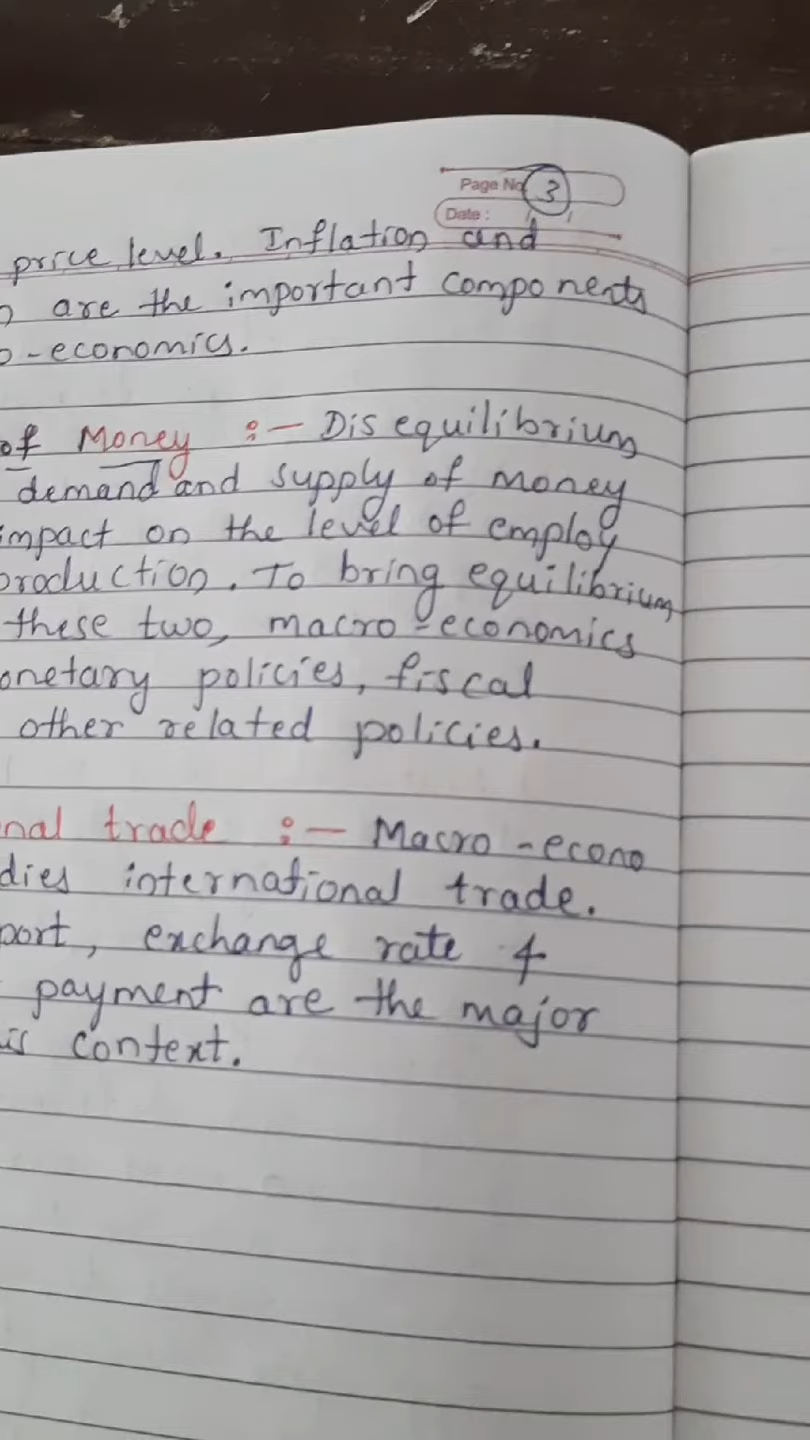 Page No. 3
Date :
price level. Inflation and
are the important components
-economics.
of Money :- Disequilibrium
demand and supply of money
impact on the level of employ
production. To bring equilibrium
these two, macro-economics
onetary policies, fiscal
other related policies.
nal trade :- Macro-econo
dies international trade.
port, exchange rate &
payment are the major
is context.